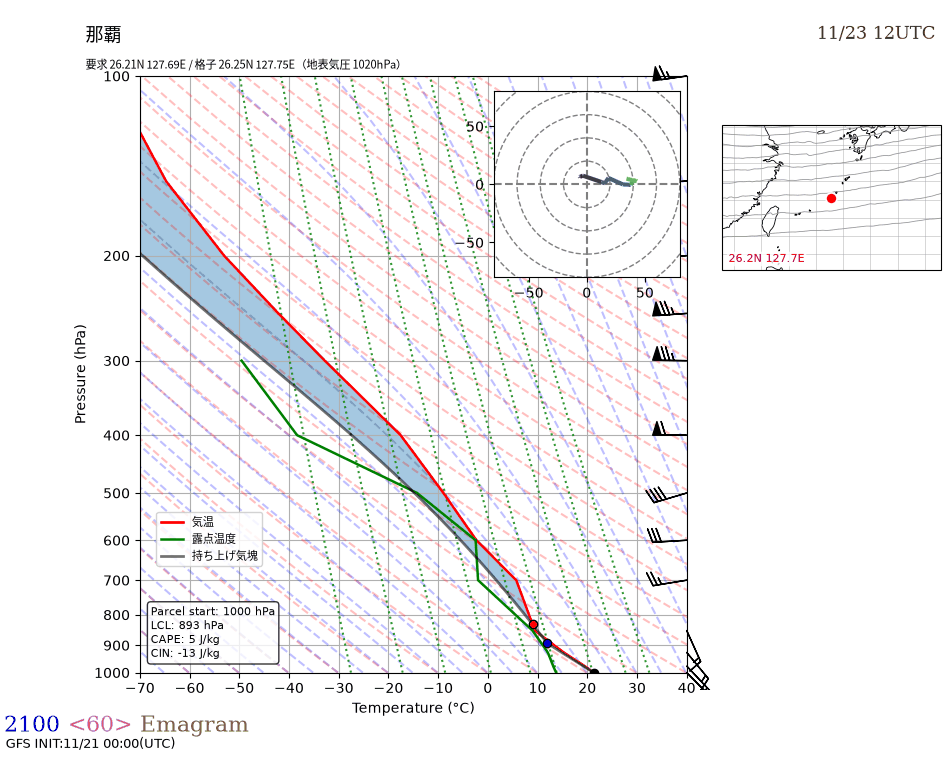 那覇
11/23 12UTC
要求 26.21N 127.69E / 格子 26.25N 127.75E（地表気圧 1020hPa）
100
200
300
400
500
600
700
800
900
1000
Pressure (hPa)
−70
−60
−50
−40
−30
−20
−10
0
10
20
30
40
Temperature (°C)
50
0
−50
−50
0
50
26.2N 127.7E
気温
露点温度
持ち上げ気塊
Parcel start: 1000 hPa
LCL: 893 hPa
CAPE: 5 J/kg
CIN: -13 J/kg
2100 <60> Emagram
GFS INIT:11/21 00:00(UTC)